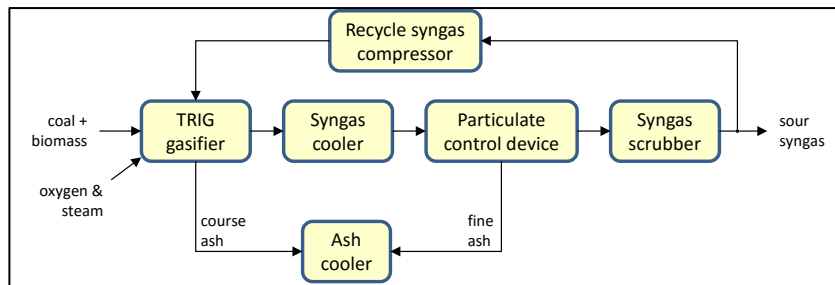 Recycle syngas
compressor
coal +
biomass
TRIG
gasifier
Syngas
cooler
Particulate
control device
Syngas
scrubber
sour
syngas
oxygen &
steam
course
ash
fine
ash
Ash
cooler